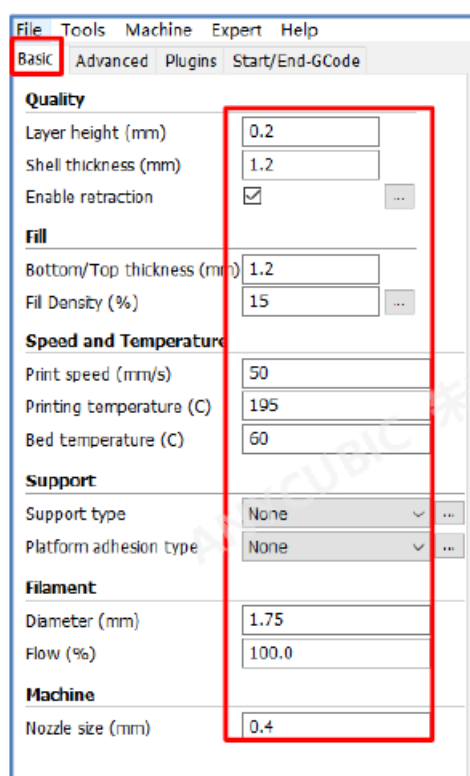 File Tools Machine Expert Help
Basic Advanced Plugins Start/End-GCode
Quality
Layer height (mm) 0.2
Shell thickness (mm) 1.2
Enable retraction ...
Fill
Bottom/Top thickness (mm) 1.2
Fill Density (%) 15 ...
Speed and Temperature
Print speed (mm/s) 50
Printing temperature (C) 195
Bed temperature (C) 60
Support
Support type None ...
Platform adhesion type None ...
Filament
Diameter (mm) 1.75
Flow (%) 100.0
Machine
Nozzle size (mm) 0.4
ANYCUBIC